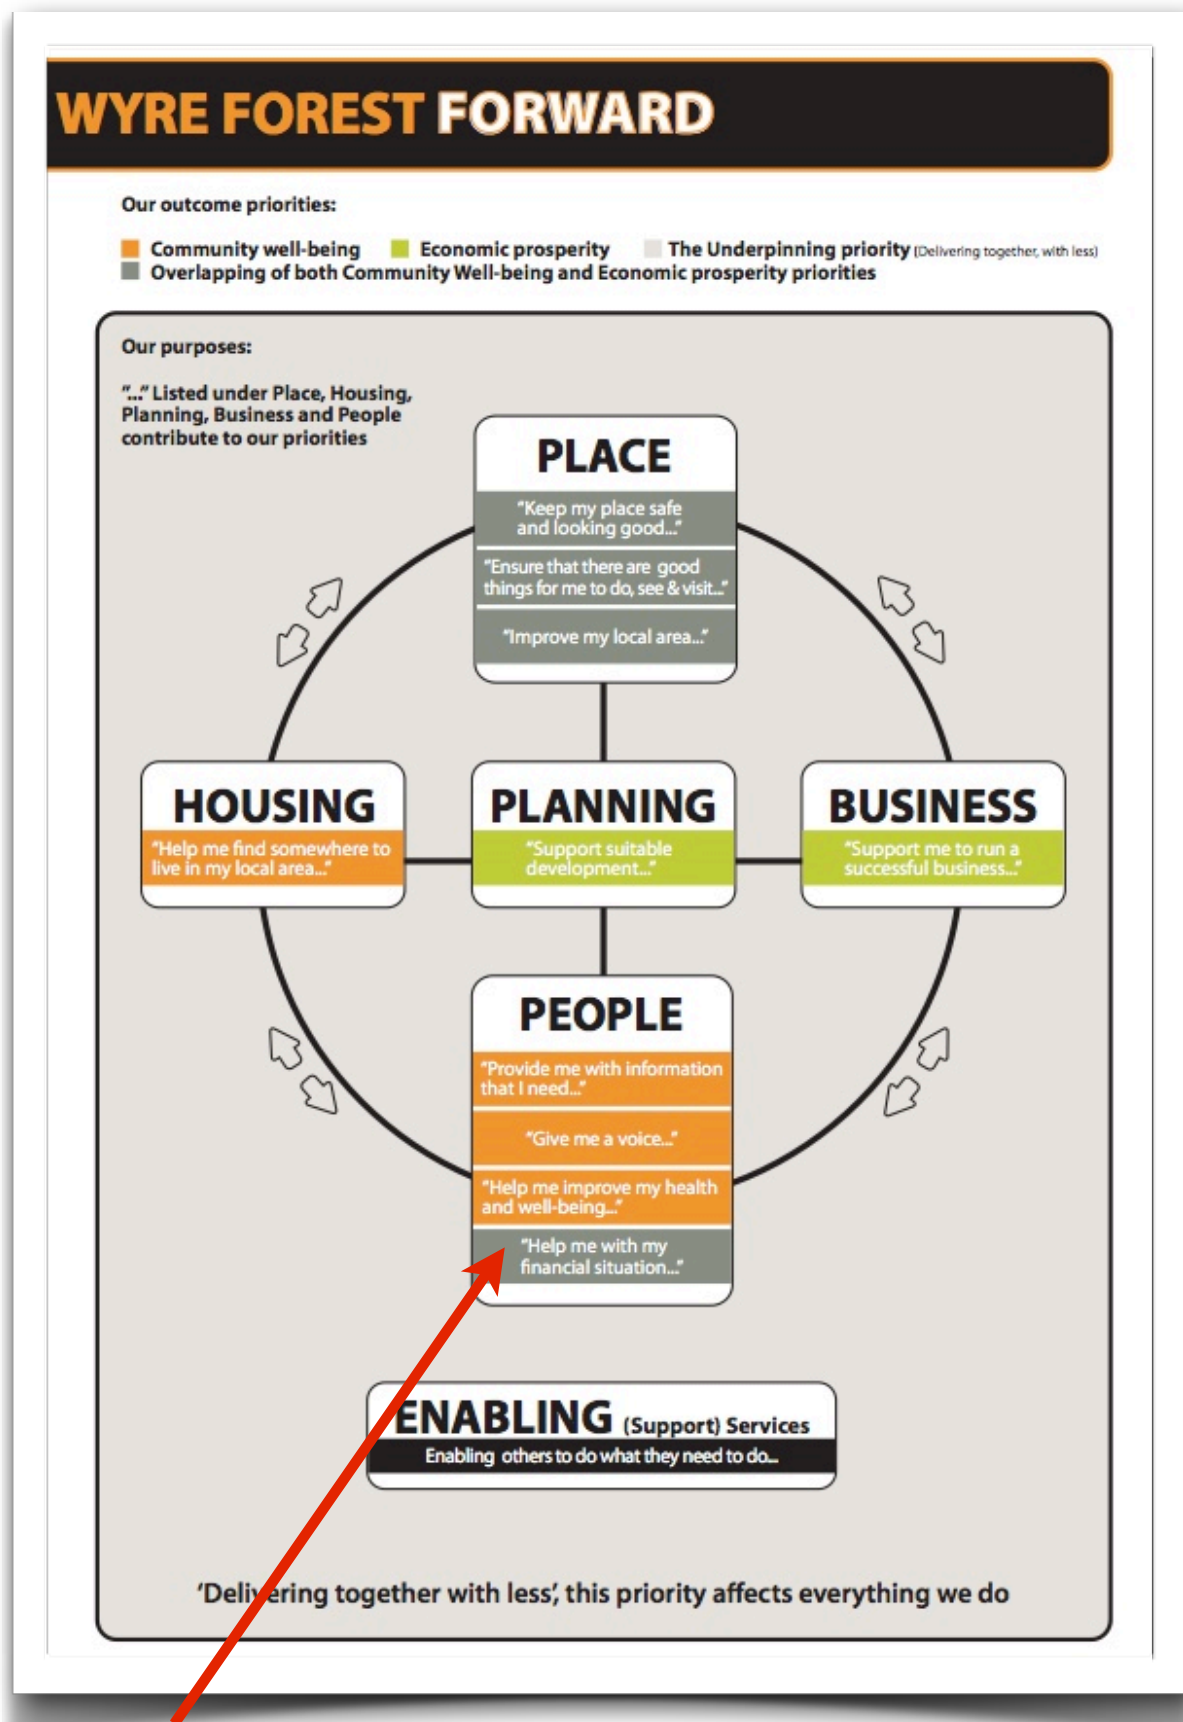 WYRE FOREST FORWARD
Our outcome priorities:
Community well-being Economic prosperity The Underpinning priority (Delivering together, with less)
Overlapping of both Community Well-being and Economic prosperity priorities
Our purposes:
"..." Listed under Place, Housing,
Planning, Business and People
contribute to our priorities
PLACE
"Keep my place safe
and looking good..."
"Ensure that there are good
things for me to do, see & visit..."
"Improve my local area..."
HOUSING
"Help me find somewhere to
live in my local area..."
PLANNING
"Support suitable
development..."
BUSINESS
"Support me to run a
successful business..."
PEOPLE
"Provide me with information
that I need..."
"Give me a voice..."
"Help me improve my health
and well-being..."
"Help me with my
financial situation..."
ENABLING (Support) Services
Enabling others to do what they need to do...
'Delivering together with less', this priority affects everything we do